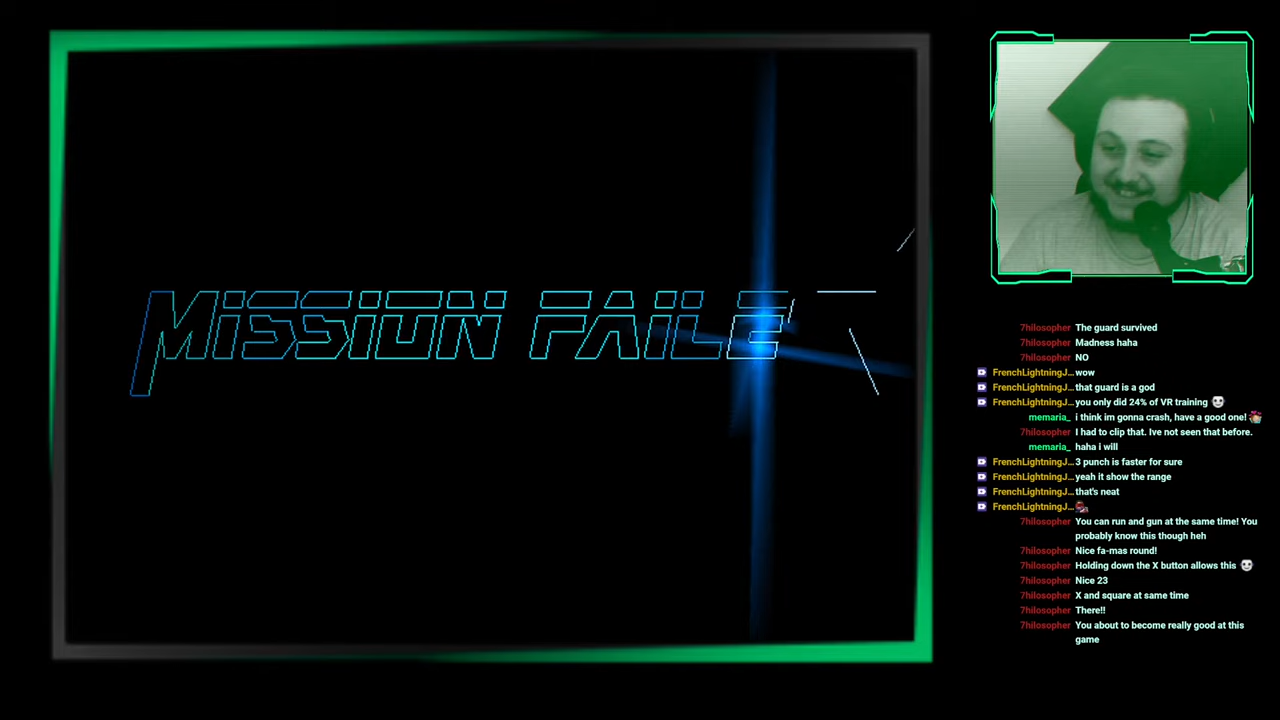 MISSION FAILE
7hilosopher The guard survived
7hilosopher Madness haha
7hilosopher NO
FrenchLightningJ... wow
FrenchLightningJ... that guard is a god
FrenchLightningJ... you only did 24% of VR training
memaria_ i think im gonna crash, have a good one!
7hilosopher I had to clip that. Ive not seen that before.
memaria_ haha i will
FrenchLightningJ... 3 punch is faster for sure
FrenchLightningJ... yeah it show the range
FrenchLightningJ... that's neat
FrenchLightningJ...
7hilosopher You can run and gun at the same time! You
probably know this though heh
7hilosopher Nice fa-mas round!
7hilosopher Holding down the X button allows this
7hilosopher Nice 23
7hilosopher X and square at same time
7hilosopher There!!
7hilosopher You about to become really good at this
game